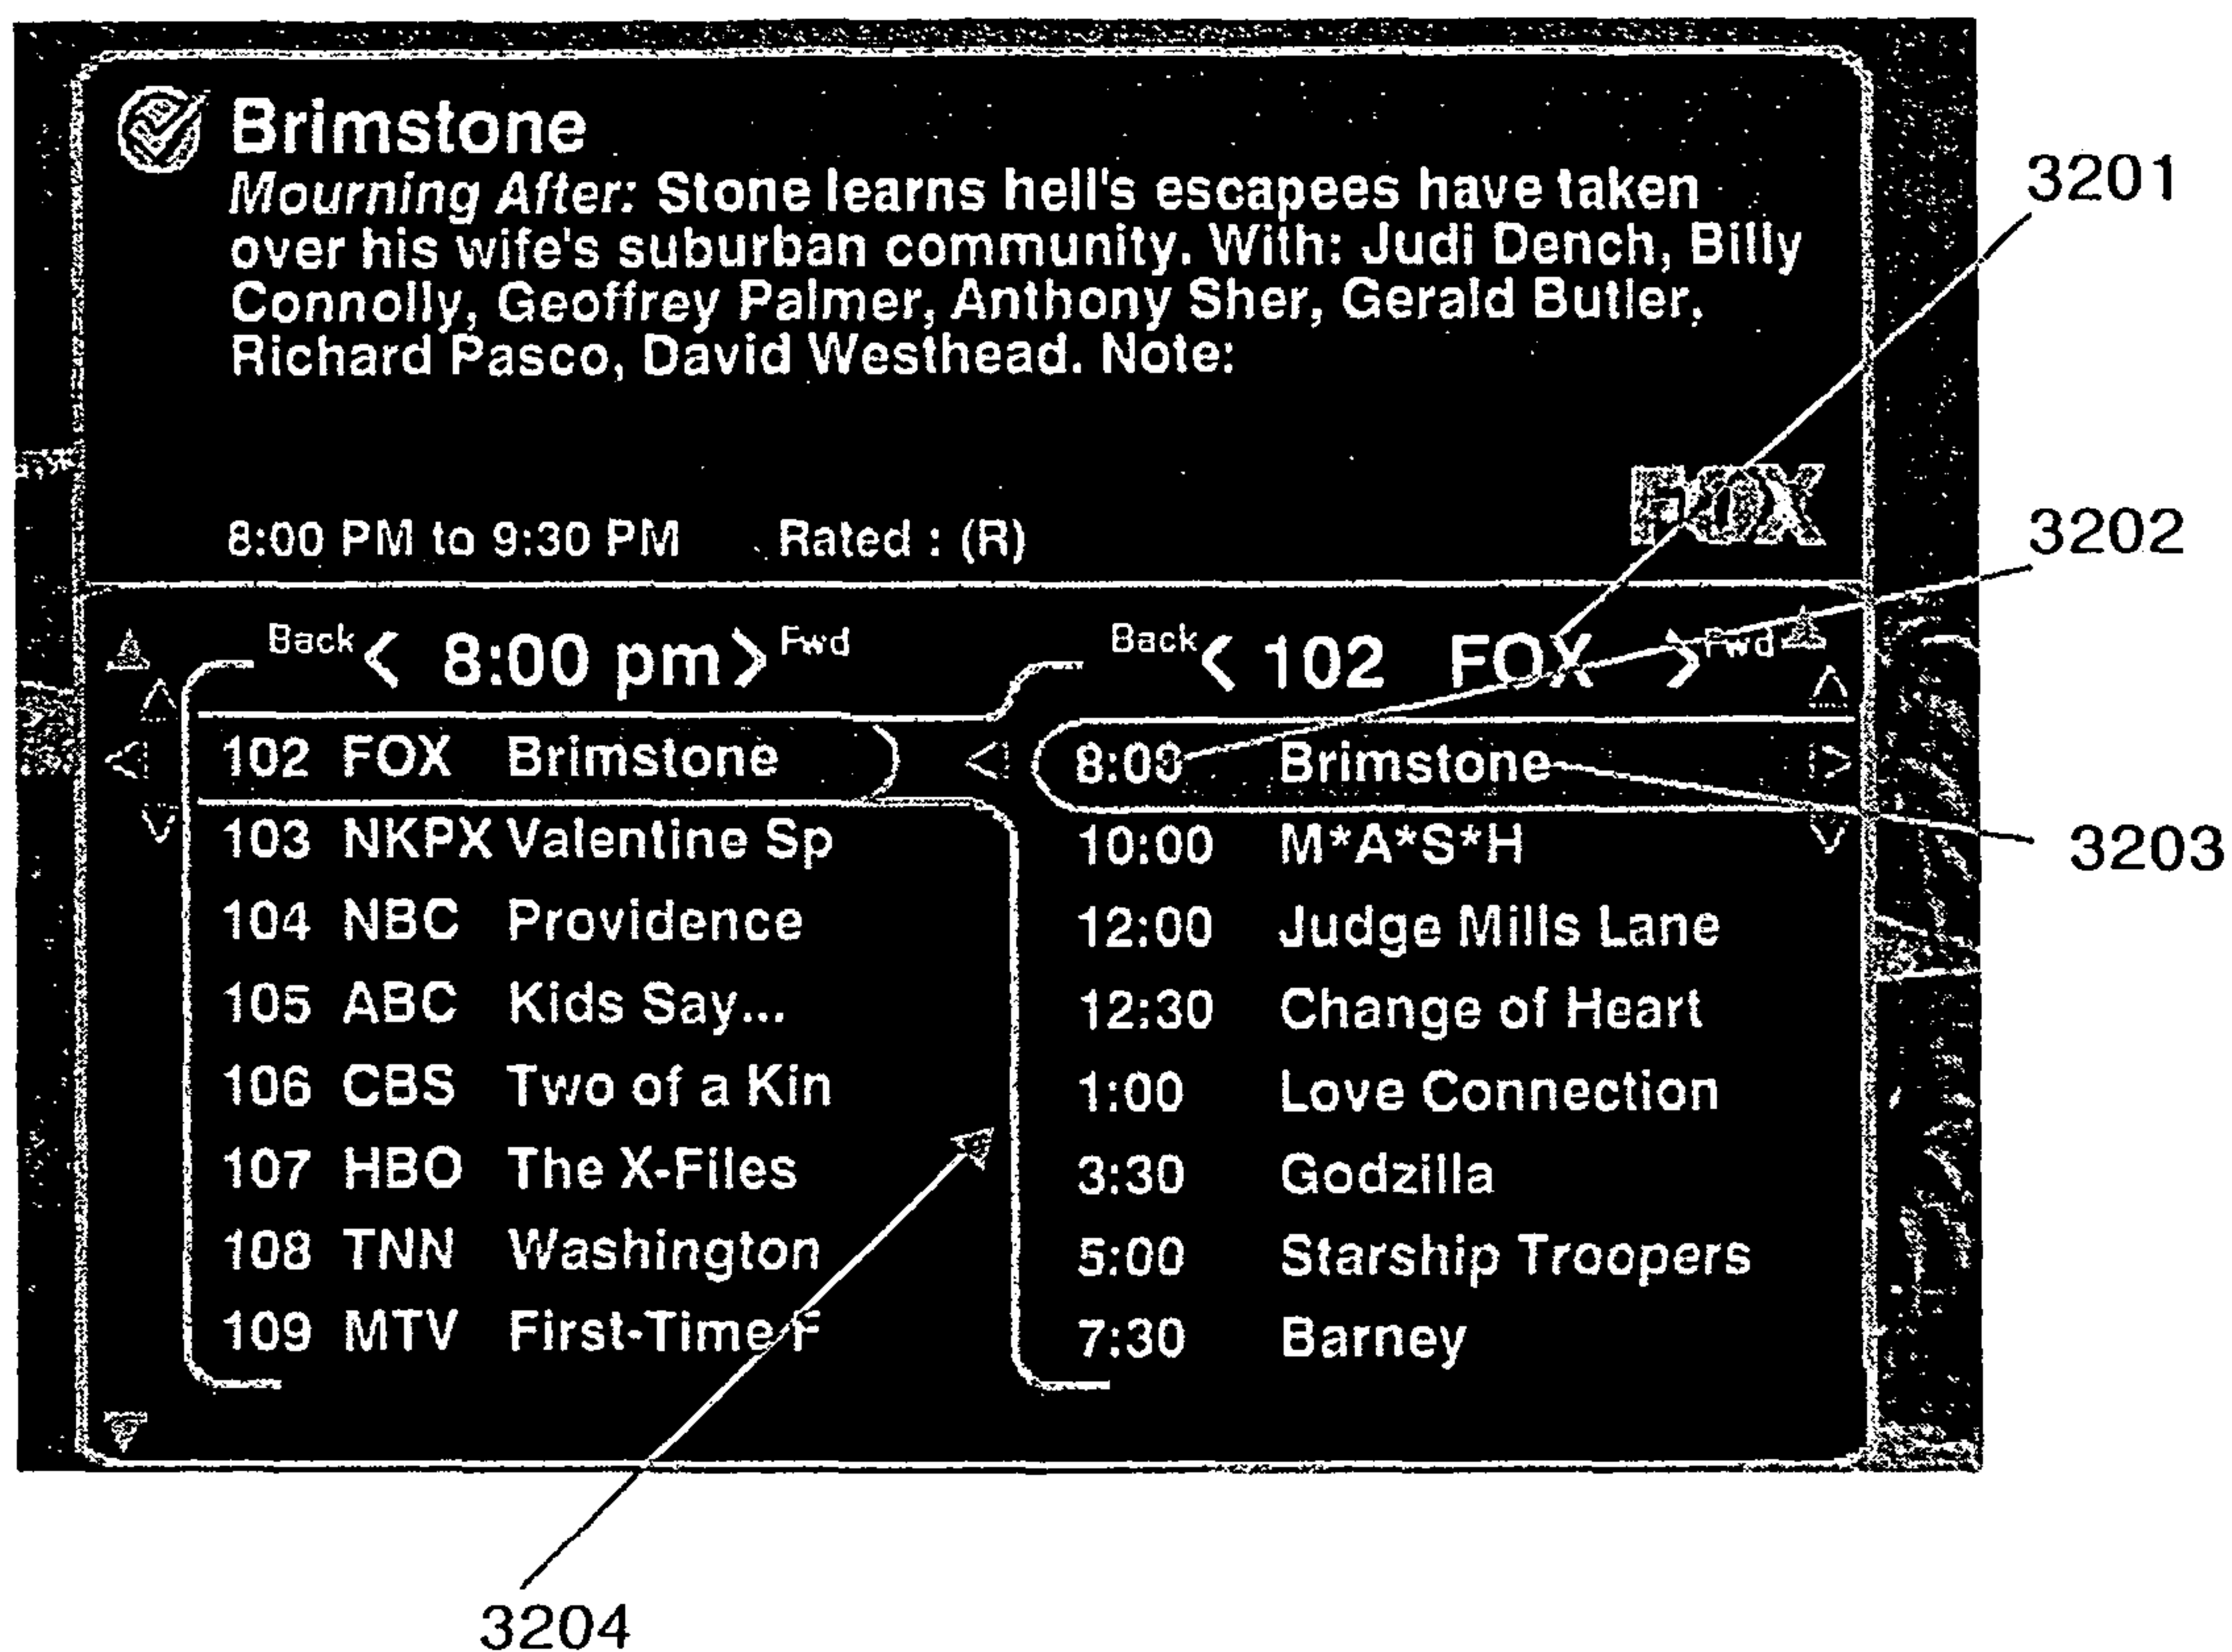 Brimstone
Mourning After: Stone learns hell's escapees have taken
over his wife's suburban community. With: Judi Dench, Billy
Connolly, Geoffrey Palmer, Anthony Sher, Gerald Butler,
Richard Pasco, David Westhead. Note:
FOX
8:00 PM to 9:30 PM Rated : (R)
Back < 8:00 pm > Fwd
102 FOX Brimstone
103 NKPX Valentine Sp
104 NBC Providence
105 ABC Kids Say...
106 CBS Two of a Kin
107 HBO The X-Files
108 TNN Washington
109 MTV First-Time F
Back < 102 FOX > Fwd
8:00 Brimstone
10:00 M*A*S*H
12:00 Judge Mills Lane
12:30 Change of Heart
1:00 Love Connection
3:30 Godzilla
5:00 Starship Troopers
7:30 Barney
3201
3202
3203
3204